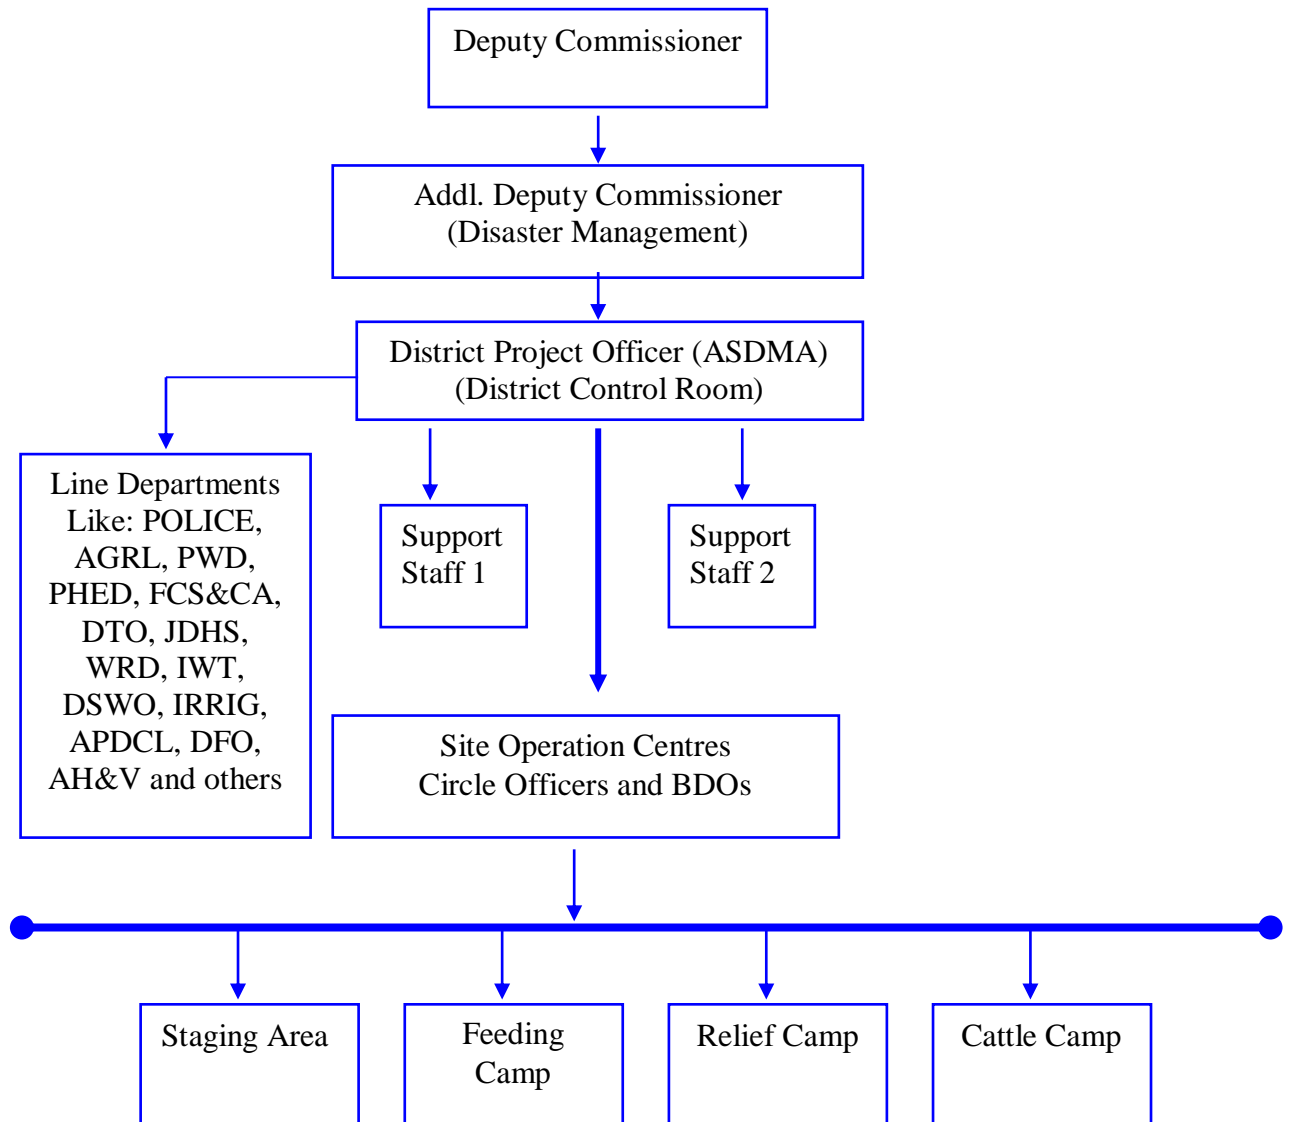 Deputy Commissioner
Addl. Deputy Commissioner
(Disaster Management)
District Project Officer (ASDMA)
(District Control Room)
Line Departments
Like: POLICE,
AGRL, PWD,
PHED, FCS&CA,
DTO, JDHS,
WRD, IWT,
DSWO, IRRIG,
APDCL, DFO,
AH&V and others
Support
Staff 1
Support
Staff 2
Site Operation Centres
Circle Officers and BDOs
Staging Area
Feeding
Camp
Relief Camp
Cattle Camp